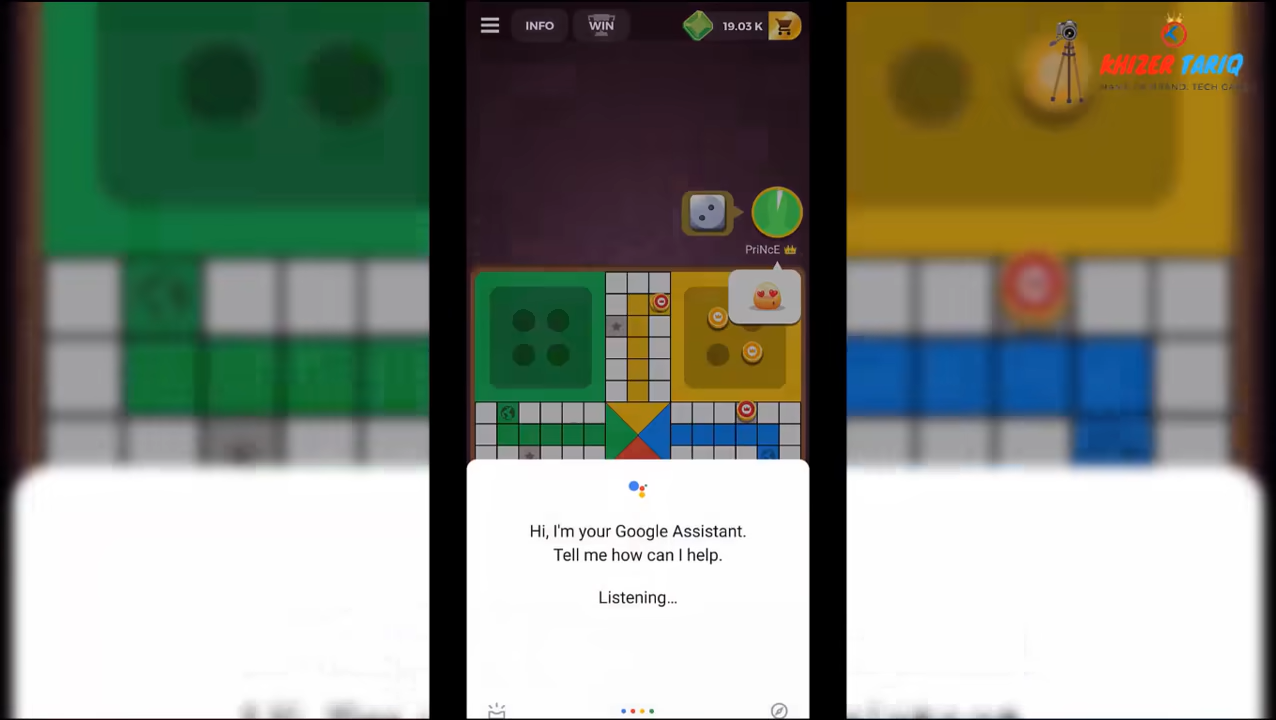 INFO
WIN
19.03 K
KHIZER TARIQ
PriNcE
Hi, I'm your Google Assistant.
Tell me how can I help.
Listening...